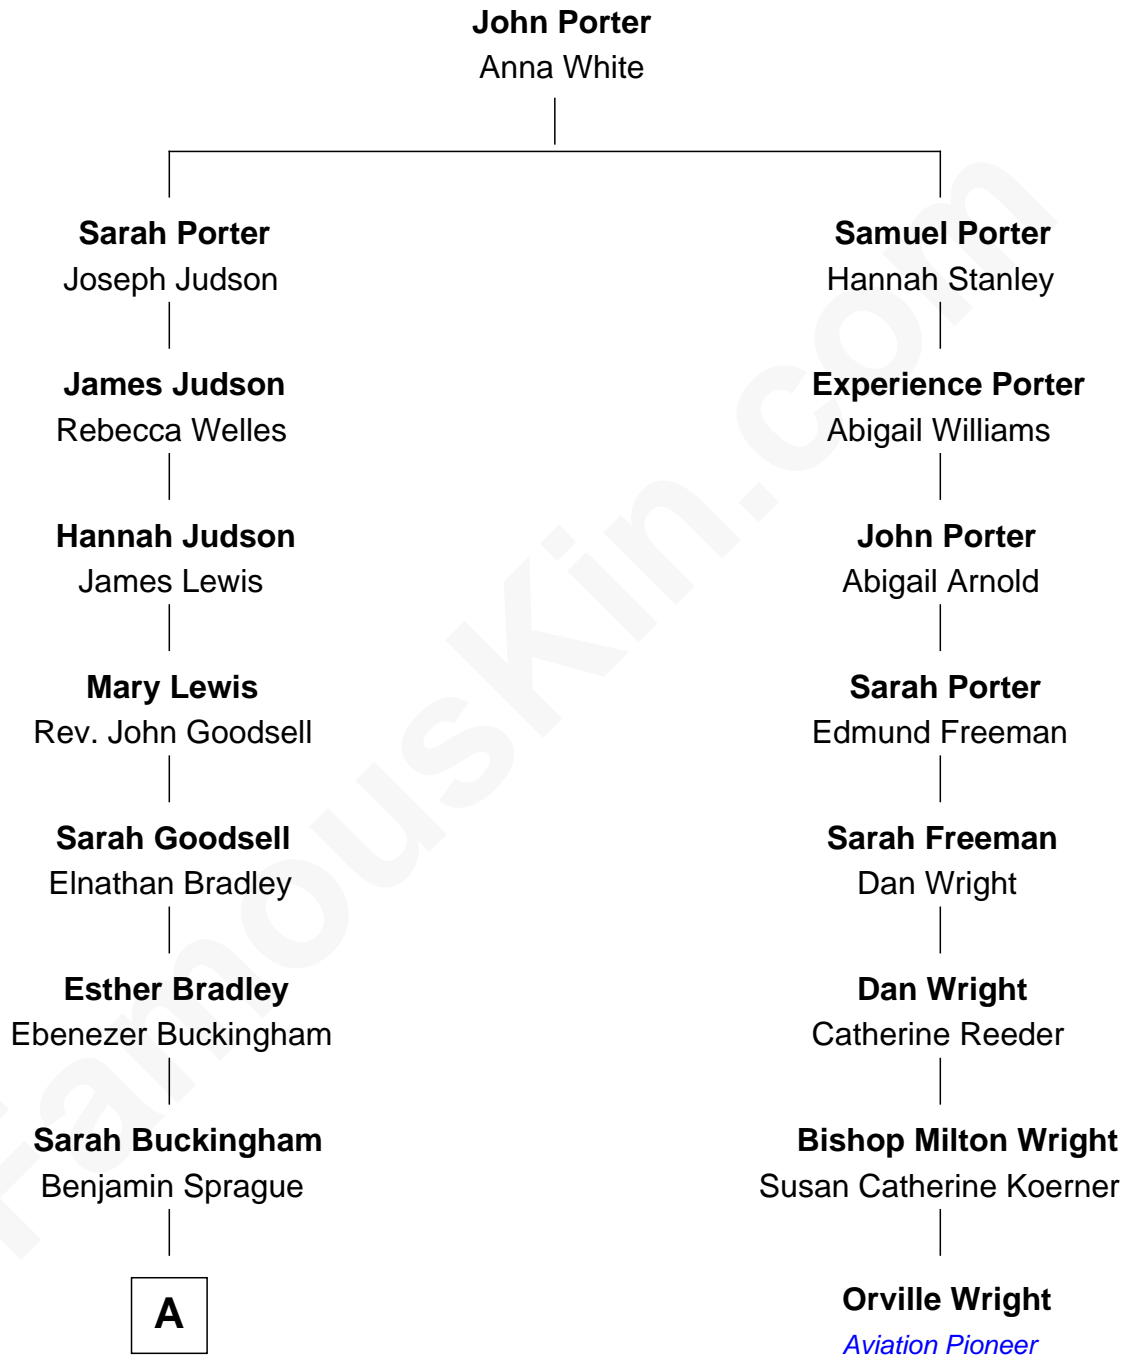 John Porter
Anna White
Sarah Porter
Joseph Judson
James Judson
Rebecca Welles
Hannah Judson
James Lewis
Mary Lewis
Rev. John Goodsell
Sarah Goodsell
Elnathan Bradley
Esther Bradley
Ebenezer Buckingham
Sarah Buckingham
Benjamin Sprague
A
Samuel Porter
Hannah Stanley
Experience Porter
Abigail Williams
John Porter
Abigail Arnold
Sarah Porter
Edmund Freeman
Sarah Freeman
Dan Wright
Dan Wright
Catherine Reeder
Bishop Milton Wright
Susan Catherine Koerner
Orville Wright
Aviation Pioneer
FamousKin.com